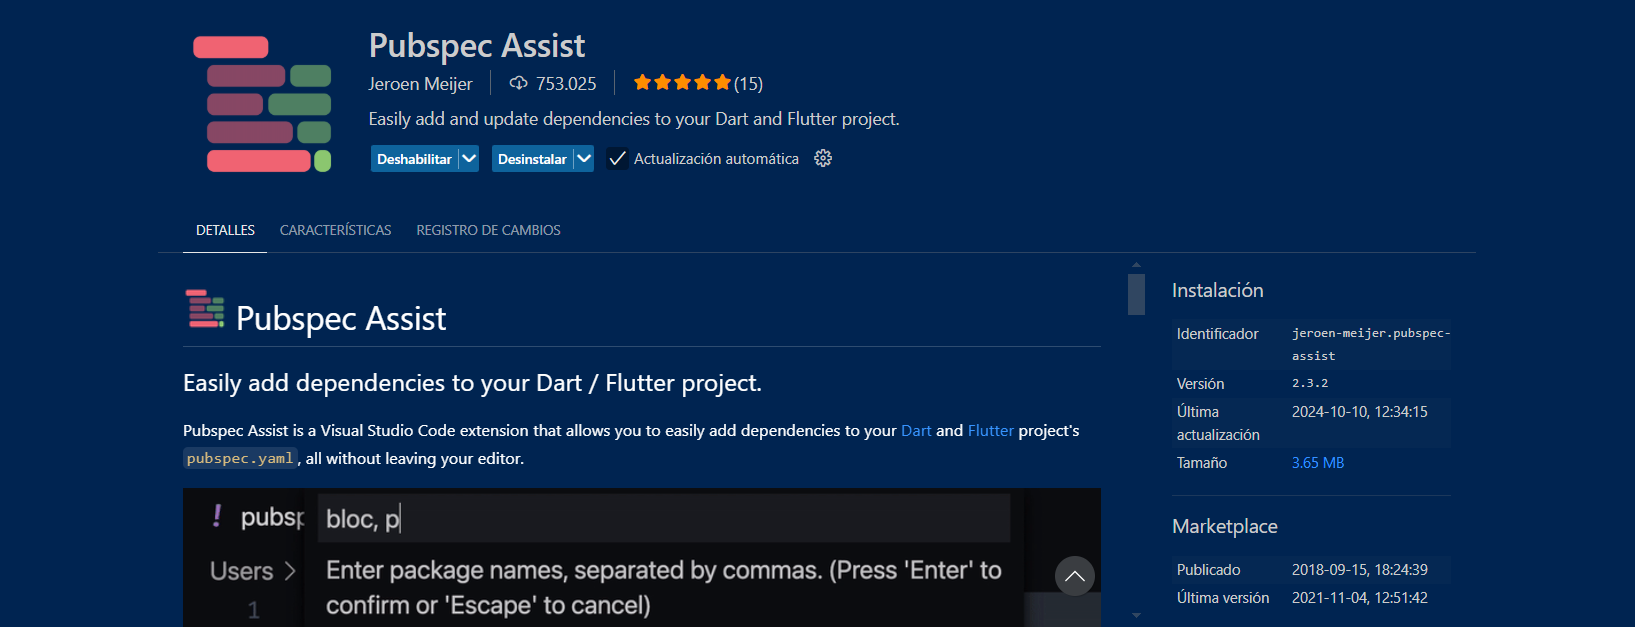 Pubspec Assist
Jeroen Meijer 753.025 (15)
Easily add and update dependencies to your Dart and Flutter project.
Deshabilitar Desinstalar Actualización automática
DETALLES CARACTERÍSTICAS REGISTRO DE CAMBIOS
Pubspec Assist
Easily add dependencies to your Dart / Flutter project.
Pubspec Assist is a Visual Studio Code extension that allows you to easily add dependencies to your Dart and Flutter project's
pubspec.yaml, all without leaving your editor.
! pubsp
bloc, p
Users >
Enter package names, separated by commas. (Press 'Enter' to
confirm or 'Escape' to cancel)
1
Instalación
Identificador jeroen-meijer.pubspec-
assist
Versión 2.3.2
Última 2024-10-10, 12:34:15
actualización
Tamaño 3.65 MB
Marketplace
Publicado 2018-09-15, 18:24:39
Última versión 2021-11-04, 12:51:42